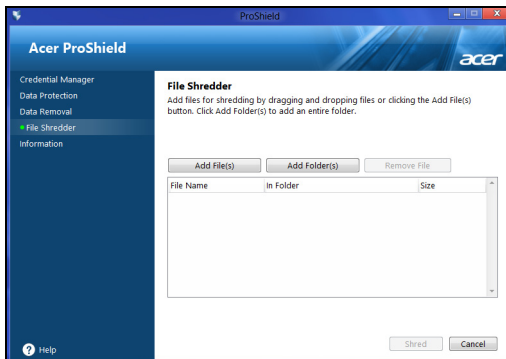 ProShield
Acer ProShield
acer
Credential Manager
Data Protection
Data Removal
File Shredder
Information
Help
File Shredder
Add files for shredding by dragging and dropping files or clicking the Add File(s)
button. Click Add Folder(s) to add an entire folder.
Add File(s) Add Folder(s) Remove File
File Name In Folder Size
Shred Cancel